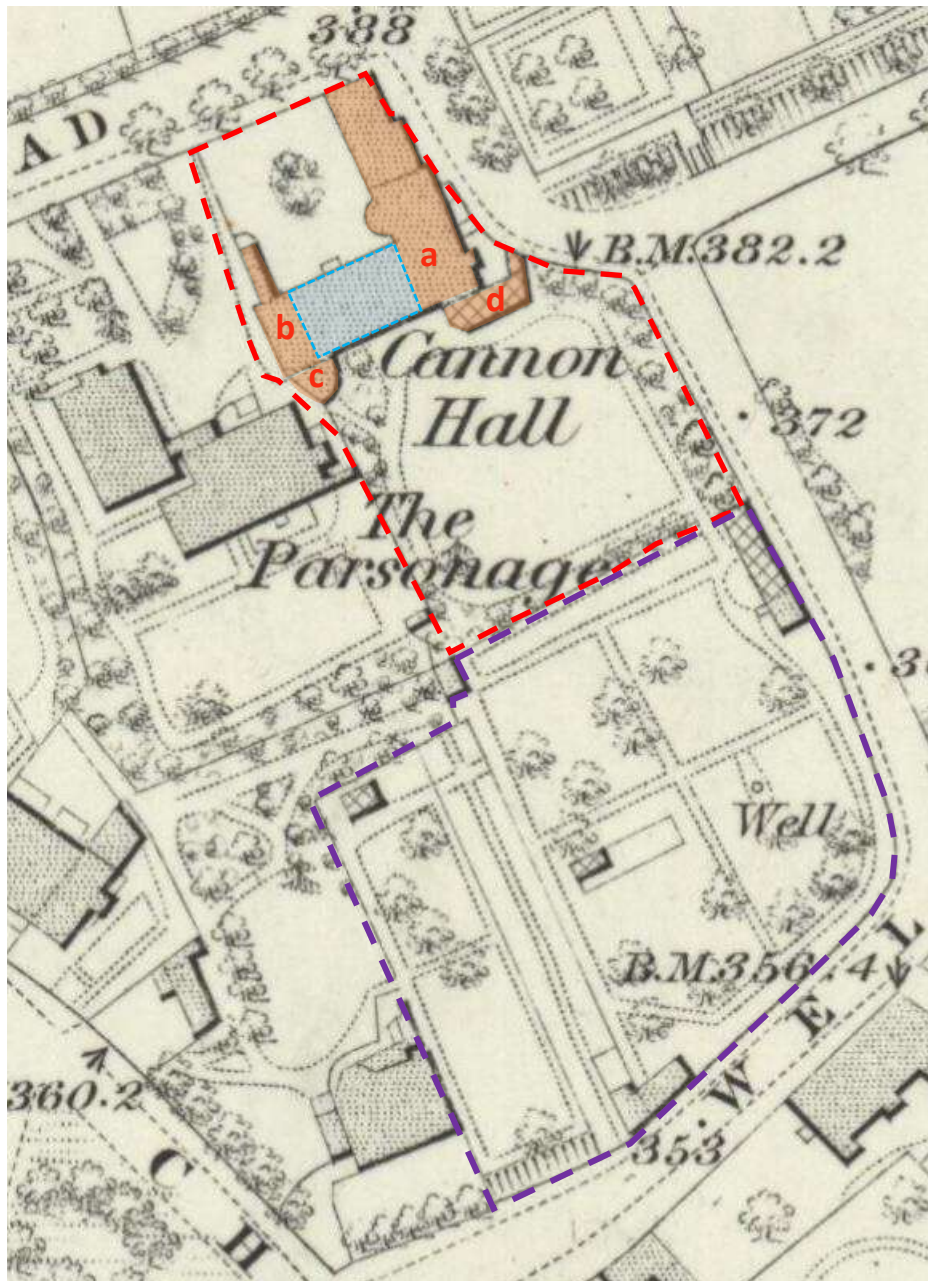 388
AD
a
B.M.382.2
b
d
c
Cannon
Hall
372
The
Parsonage
Well
B.M.356.4
L
E
W
360.2
353
C
H